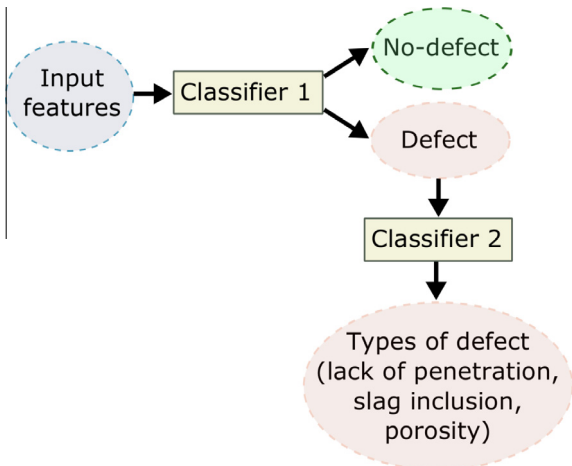 Input
features
Classifier 1
No-defect
Defect
Classifier 2
Types of defect
(lack of penetration,
slag inclusion,
porosity)